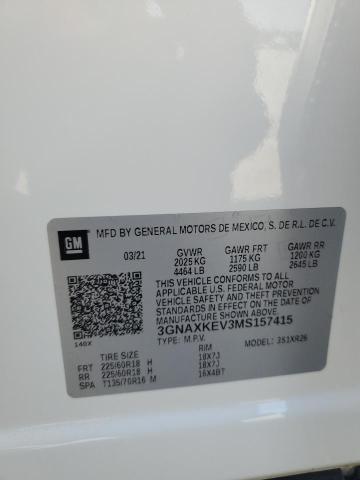 GM
MFD BY GENERAL MOTORS DE MEXICO, S. DE R.L. DE C.V.
03/21 GVWR GAWR FRT GAWR RR
2025 KG 1175 KG 1200 KG
4464 LB 2590 LB 2645 LB
THIS VEHICLE CONFORMS TO ALL
APPLICABLE U.S. FEDERAL MOTOR
VEHICLE SAFETY, BUMPER, AND THEFT
PREVENTION STANDARDS IN EFFECT ON
THE DATE OF MANUFACTURE SHOWN ABOVE.
3GNAXKEV3MS157415
TYPE: M.P.V. MODEL: 3S1XR26
140X
TIRE SIZE RIM
FRT 225/60R18 H 18X7J
RR 225/60R18 H 18X7J
SPA T135/70R16 M 16X4BT